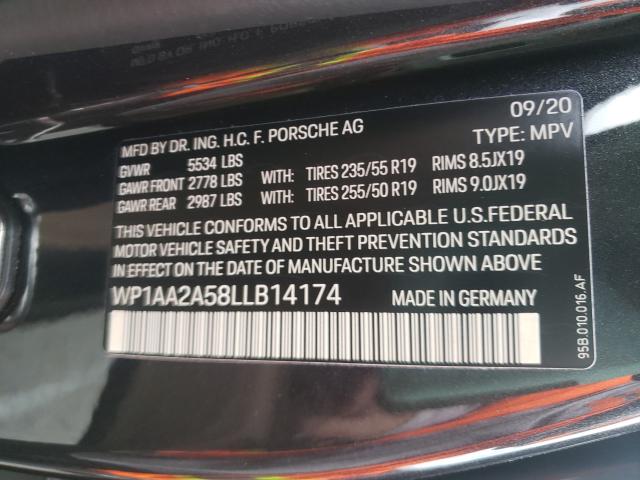 09/20
MFD BY DR. ING. H.C. F. PORSCHE AG TYPE: MPV
GVWR 5534 LBS
GAWR FRONT 2778 LBS WITH: TIRES 235/55 R19 RIMS 8.5JX19
GAWR REAR 2987 LBS WITH: TIRES 255/50 R19 RIMS 9.0JX19
THIS VEHICLE CONFORMS TO ALL APPLICABLE U.S.FEDERAL
MOTOR VEHICLE SAFETY AND THEFT PREVENTION STANDARDS
IN EFFECT ON THE DATE OF MANUFACTURE SHOWN ABOVE
WP1AA2A58LLB14174 MADE IN GERMANY
95B.010.016.AF